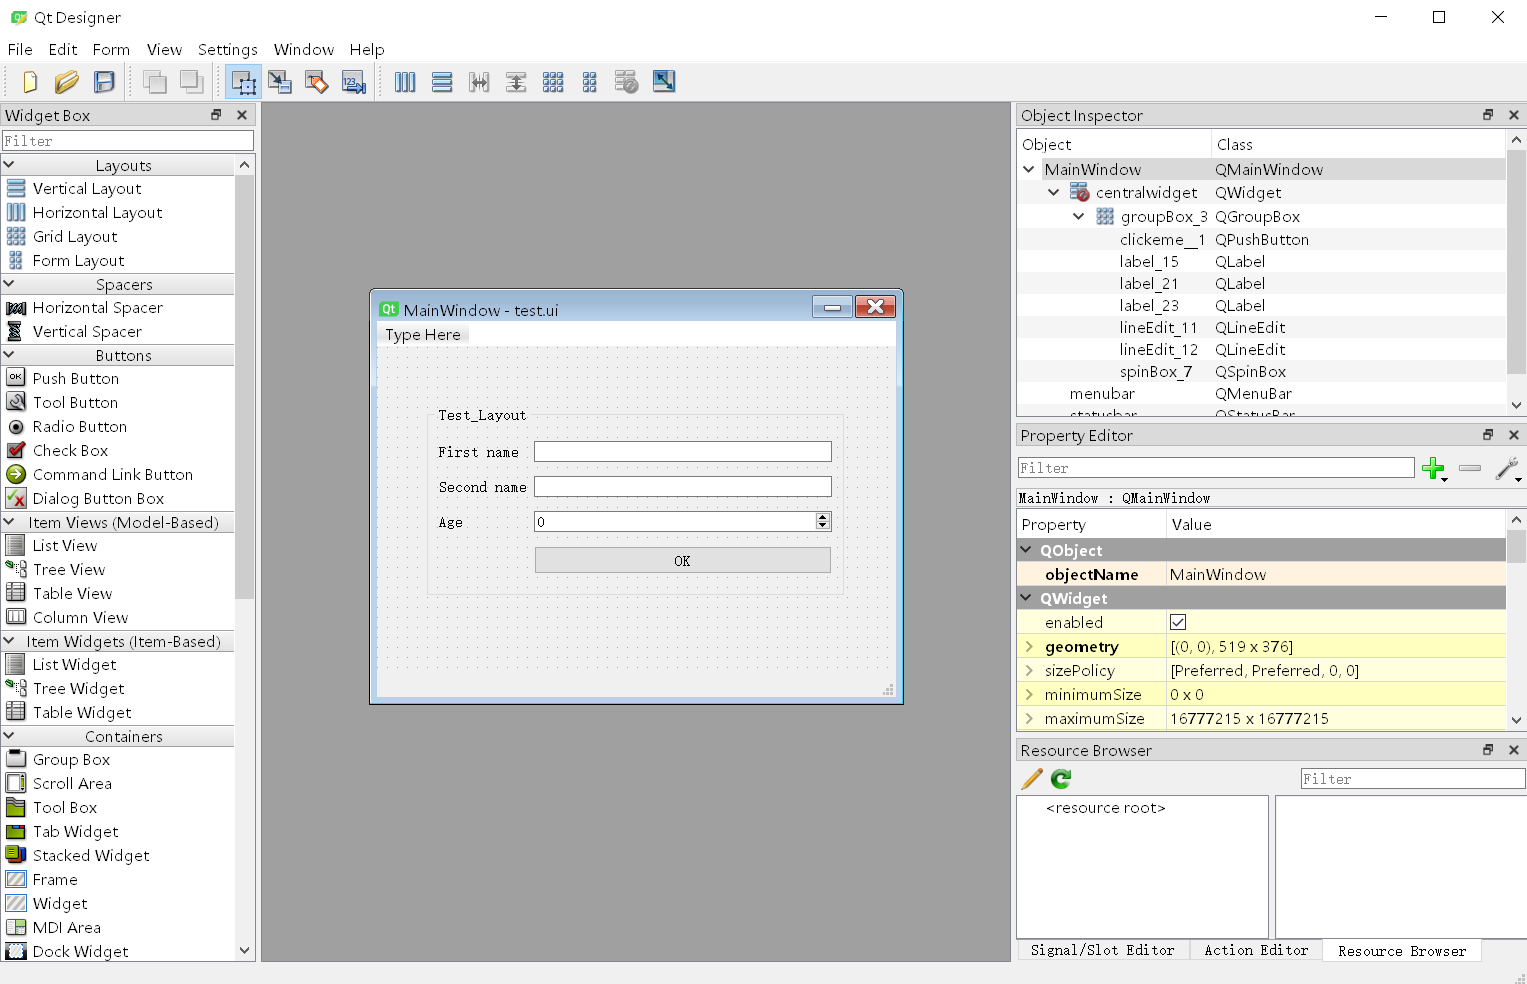 Qt Designer
File Edit Form View Settings Window Help
Widget Box
Filter
Layouts
Vertical Layout
Horizontal Layout
Grid Layout
Form Layout
Spacers
Horizontal Spacer
Vertical Spacer
Buttons
OK Push Button
Tool Button
Radio Button
Check Box
Command Link Button
Dialog Button Box
Item Views (Model-Based)
List View
Tree View
Table View
Column View
Item Widgets (Item-Based)
List Widget
Tree Widget
Table Widget
Containers
Group Box
Scroll Area
Tool Box
Tab Widget
Stacked Widget
Frame
Widget
MDI Area
Dock Widget
Qt MainWindow - test.ui
Type Here
Test_Layout
First name
Second name
Age 0
OK
Object Inspector
Object Class
MainWindow QMainWindow
centralwidget QWidget
groupBox_3 QGroupBox
clickeme__1 QPushButton
label_15 QLabel
label_21 QLabel
label_23 QLabel
lineEdit_11 QLineEdit
lineEdit_12 QLineEdit
spinBox_7 QSpinBox
menubar QMenuBar
statusbar QStatusBar
Property Editor
Filter
MainWindow : QMainWindow
Property Value
QObject
objectName MainWindow
QWidget
enabled
geometry [(0, 0), 519 x 376]
sizePolicy [Preferred, Preferred, 0, 0]
minimumSize 0 x 0
maximumSize 16777215 x 16777215
Resource Browser
Filter
<resource root>
Signal/Slot Editor Action Editor Resource Browser